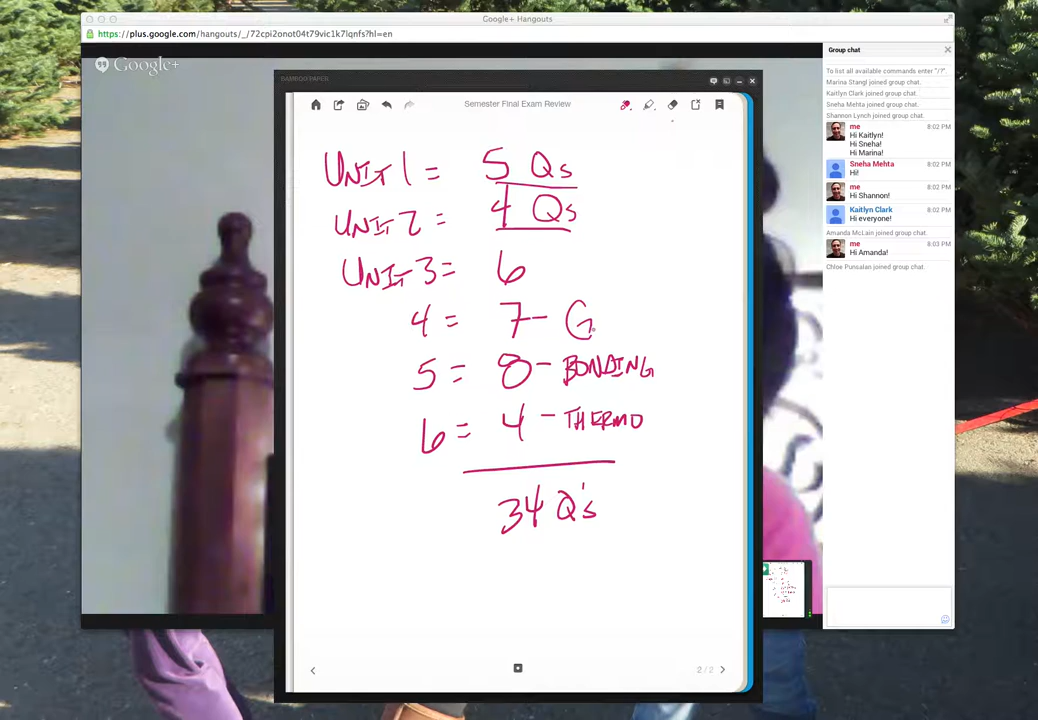 Google+ Hangouts
https://plus.google.com/hangouts/_/72cpi2onot04t79vic1k7lqnfs?hl=en
Google+
BAMBOO PAPER
Semester Final Exam Review
UNIT 1 = 5 Qs
UNIT 2 = 4 Qs
UNIT 3 = 6
4 = 7 - G
5 = 8 - BONDING
6 = 4 - THERMO
34 Q's
2 / 2
Group chat
To list all available commands enter "/?".
Marina Stangl joined group chat.
Kaitlyn Clark joined group chat.
Sneha Mehta joined group chat.
Shannon Lynch joined group chat.
me 8:02 PM
Hi Kaitlyn!
Hi Sneha!
Hi Marina!
Sneha Mehta 8:02 PM
Hi!
me 8:02 PM
Hi Shannon!
Kaitlyn Clark 8:02 PM
Hi everyone!
Amanda Murach joined group chat.
me 8:03 PM
Hi Amanda!
Chloe Punsalan joined group chat.